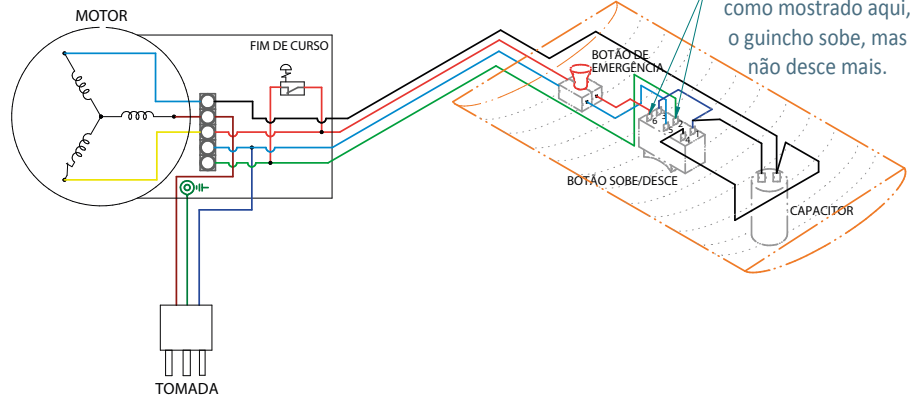 MOTOR
FIM DE CURSO
como mostrado aqui,
o guincho sobe, mas
não desce mais.
BOTÃO DE
EMERGÊNCIA
6
3
5
2
4
BOTÃO SOBE/DESCE
CAPACITOR
TOMADA